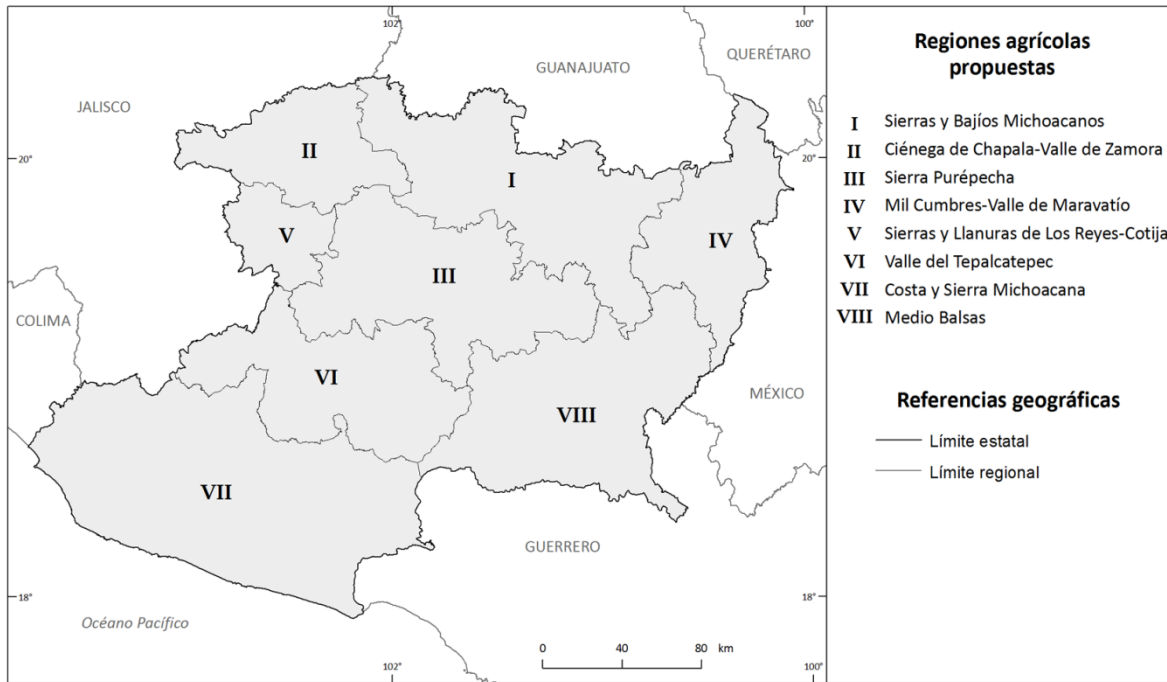 102°
100°
QUERÉTARO
GUANAJUATO
JALISCO
20°
20°
II
I
V
IV
III
COLIMA
VI
MÉXICO
VIII
VII
GUERRERO
18°
18°
Océano Pacífico
0 40 80 km
102°
100°
Regiones agrícolas
propuestas
I Sierras y Bajíos Michoacanos
II Ciénega de Chapala-Valle de Zamora
III Sierra Purépecha
IV Mil Cumbres-Valle de Maravatío
V Sierras y Llanuras de Los Reyes-Cotija
VI Valle del Tepalcatepec
VII Costa y Sierra Michoacana
VIII Medio Balsas
Referencias geográficas
Límite estatal
Límite regional